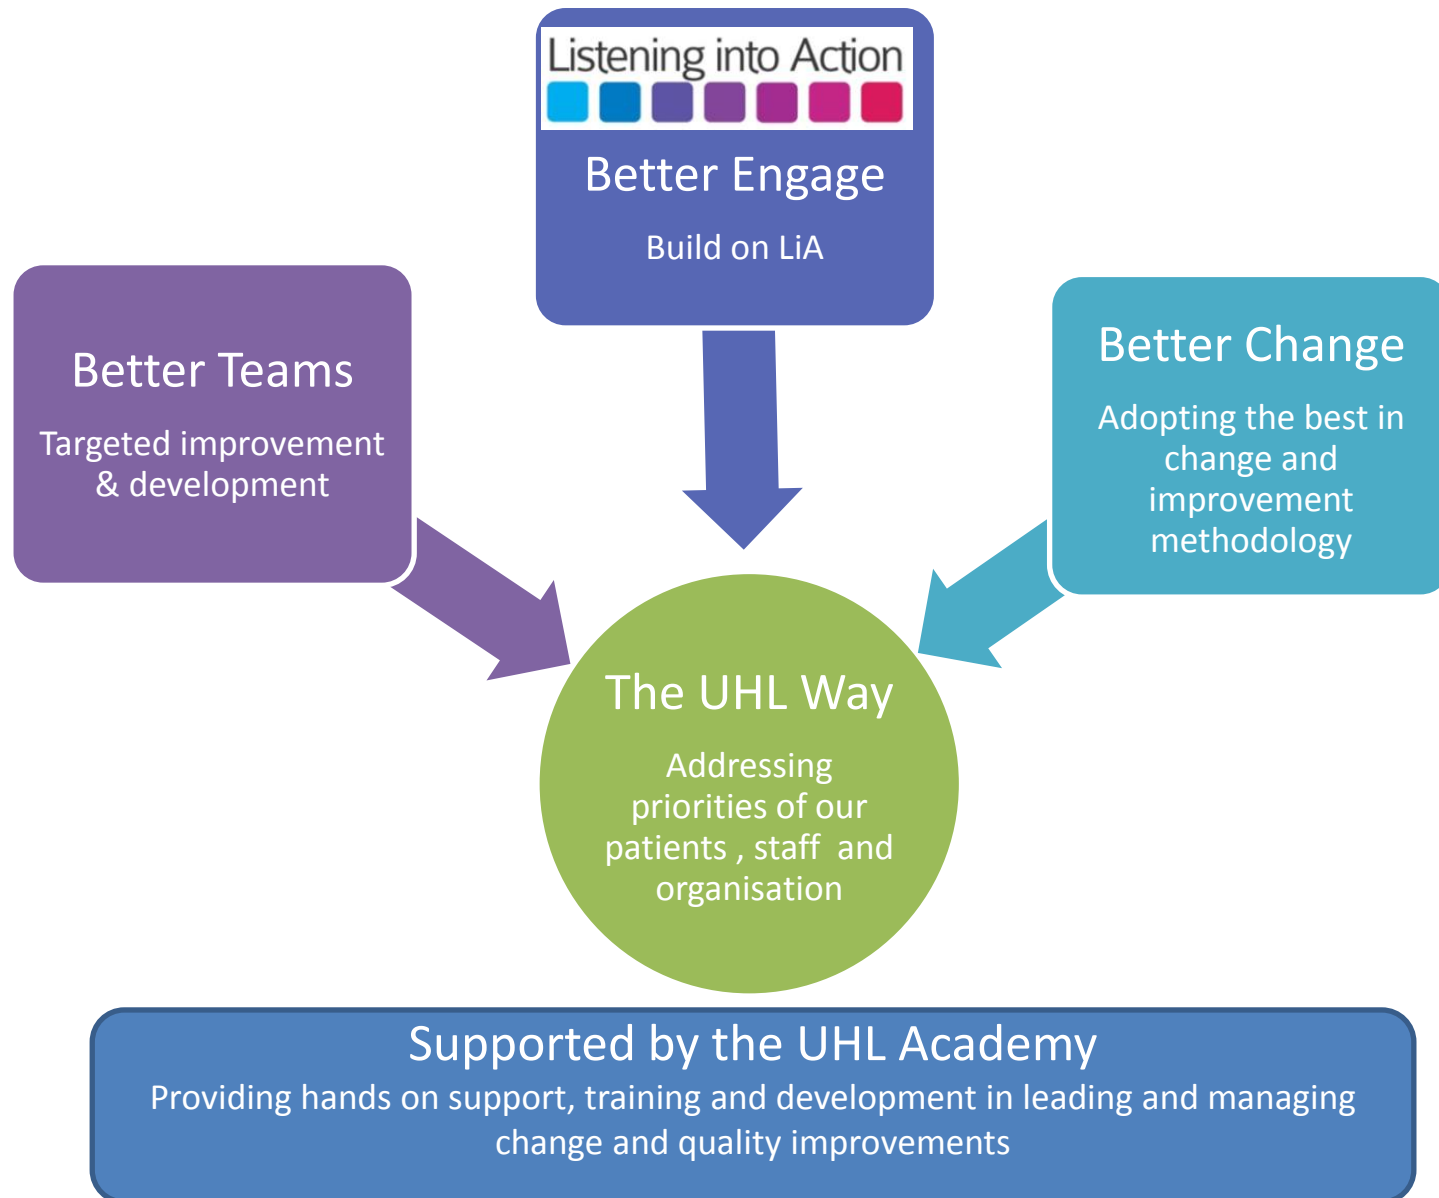 Listening into Action
Better Engage
Build on LiA
Better Teams
Targeted improvement
& development
Better Change
Adopting the best in
change and
improvement
methodology
The UHL Way
Addressing
priorities of our
patients , staff  and
organisation
Supported by the UHL Academy
Providing hands on support, training and development in leading and managing
change and quality improvements